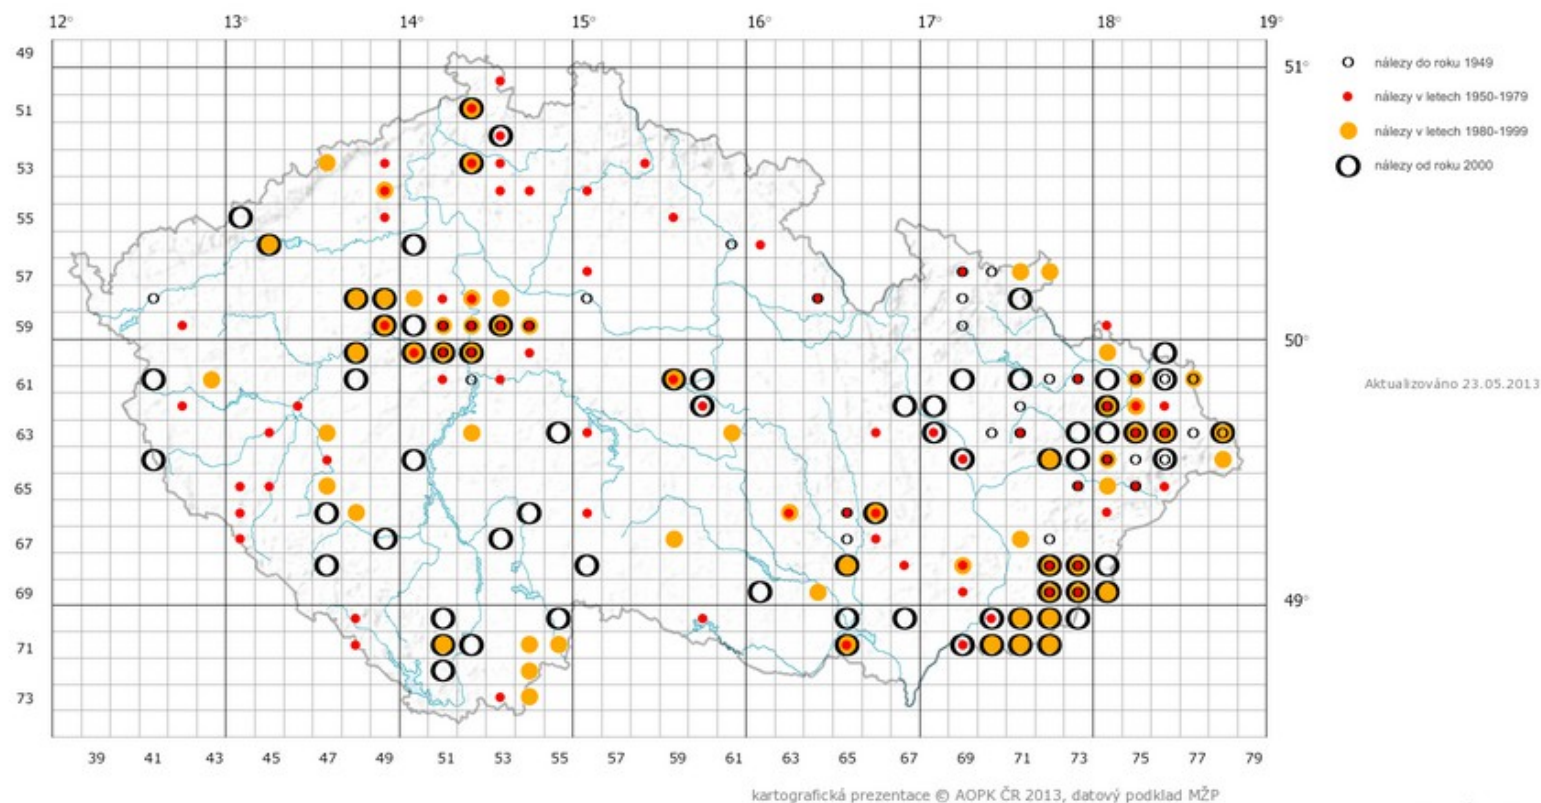 12° 13° 14° 15° 16° 17° 18° 19°
49
51°
nálezy do roku 1949
51
nálezy v letech 1950-1979
nálezy v letech 1980-1999
53
nálezy od roku 2000
55
57
59
50°
61
Aktualizováno 23.05.2013
63
65
67
69
49°
71
73
39 41 43 45 47 49 51 53 55 57 59 61 63 65 67 69 71 73 75 77 79
kartografická prezentace © AOPK ČR 2013, datový podklad MŽP